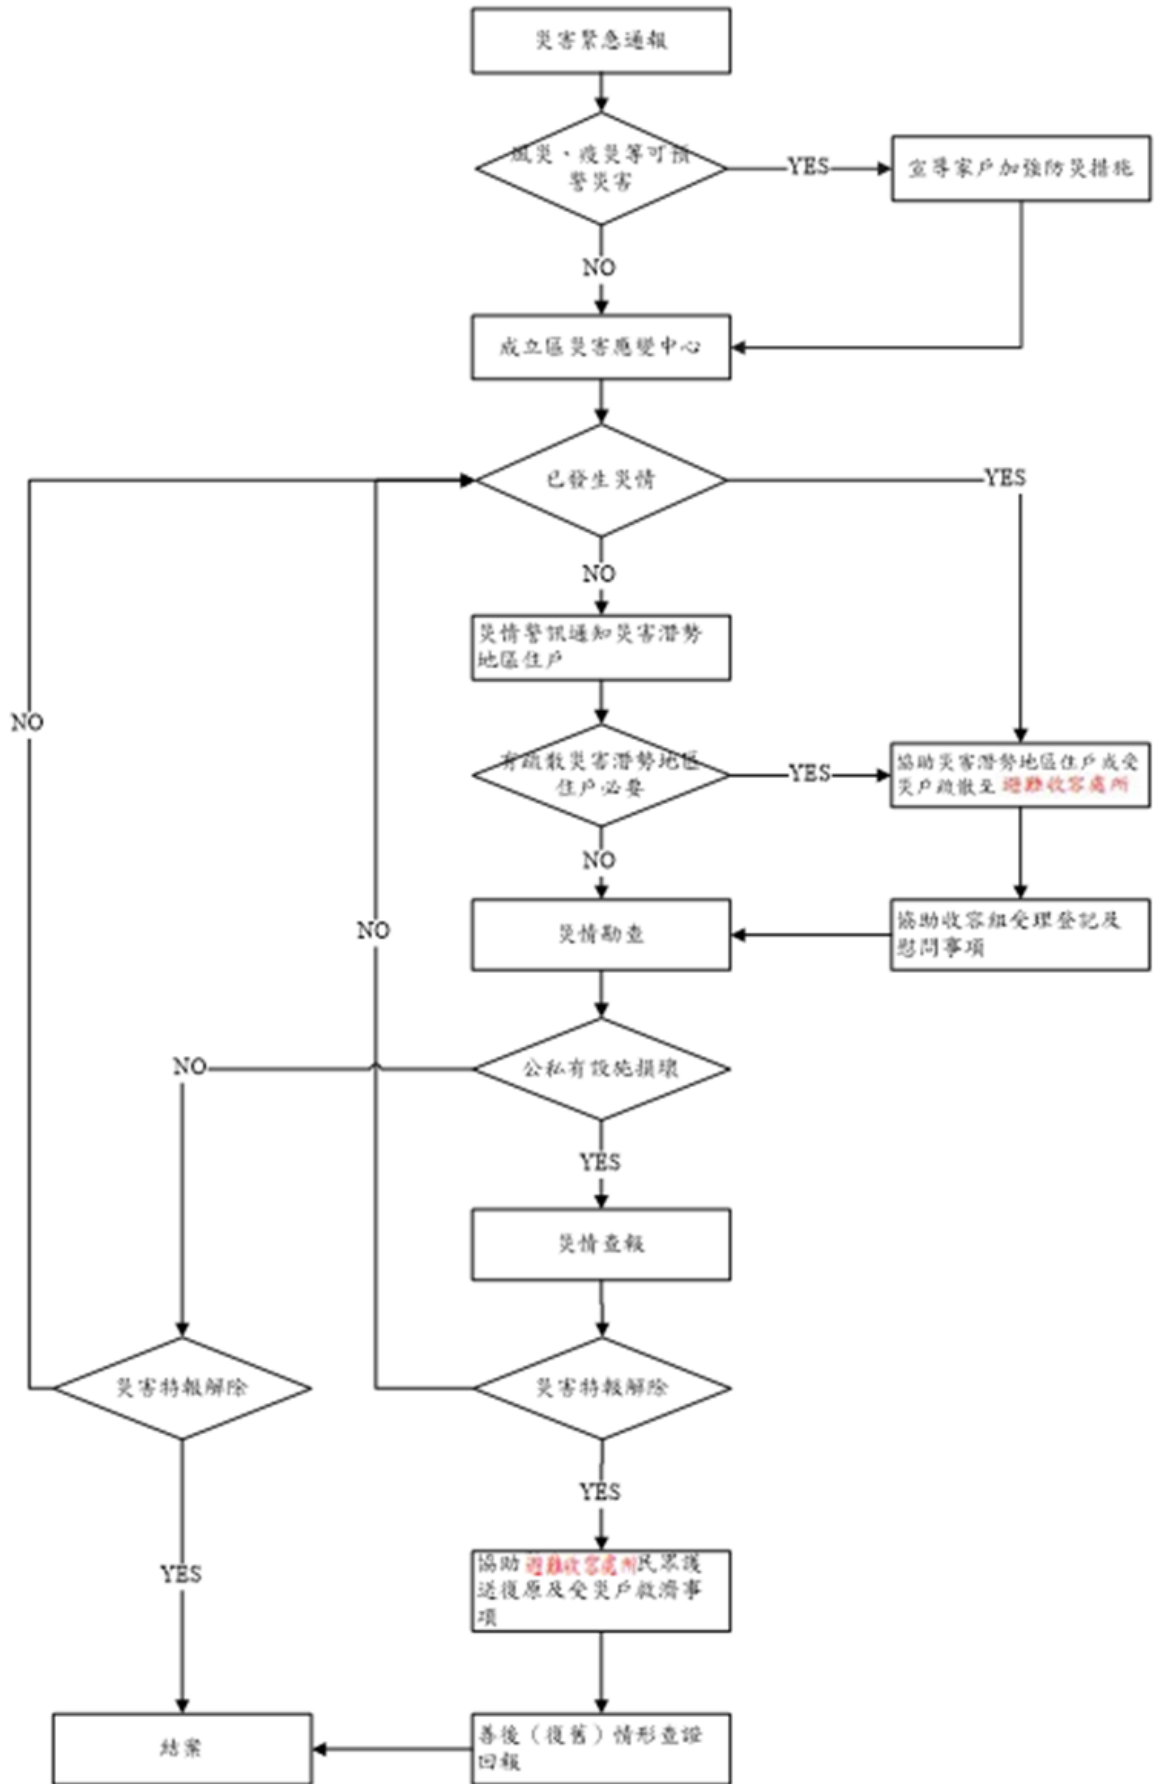 災害緊急通報
風災、疫災等可預
警災害
YES
宣導家戶加強防災措施
NO
成立區災害應變中心
已發生災情
YES
NO
災情警訊通知災害潛勢
地區住戶
NO
有疏散災害潛勢地區
住戶必要
YES
協助災害潛勢地區住戶或受
災戶疏散至 避難收容處所
NO
NO
災情勘查
協助收容組受理登記及
慰問事項
NO
公私有設施損壞
YES
災情查報
災害特報解除
災害特報解除
YES
YES
協助 避難收容處所民眾護
送復原及受災戶救濟事
項
結案
善後（復舊）情形查證
回報